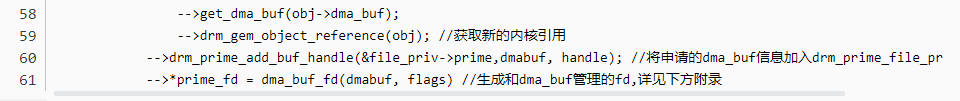 58 -->get_dma_buf(obj->dma_buf);
59 -->drm_gem_object_reference(obj); //获取新的内核引用
60 -->drm_prime_add_buf_handle(&file_priv->prime,dmabuf, handle); //将申请的dma_buf信息加入drm_prime_file_pr
61 -->*prime_fd = dma_buf_fd(dmabuf, flags) //生成和dma_buf管理的fd,详见下方附录